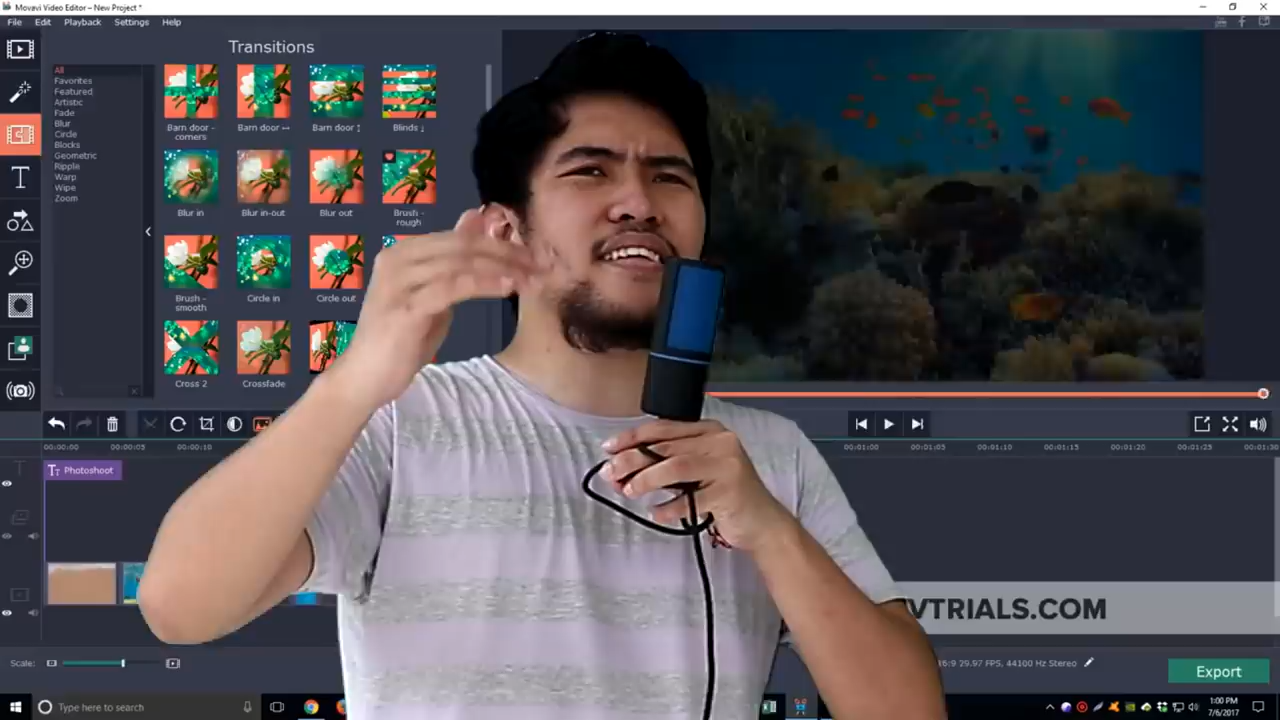 Movavi Video Editor – New Project *
File Edit Playback Settings Help
Transitions
All
Favorites
Featured
Artistic
Fade
Blur
Circle
Blocks
Geometric
Ripple
Warp
Wipe
Zoom
Barn door - corners
Barn door ↔
Barn door ↕
Blinds ↓
Blur in
Blur in-out
Blur out
Brush - rough
Brush - smooth
Circle in
Circle out
Cross 2
Crossfade
00:00:00 00:00:05 00:00:10 00:01:00 00:01:05 00:01:10 00:01:15 00:01:20 00:01:25 00:01:30
Photoshoot
VTRIALS.COM
Scale:
16:9 29.97 FPS, 44100 Hz Stereo
Export
Type here to search
1:00 PM
7/6/2017